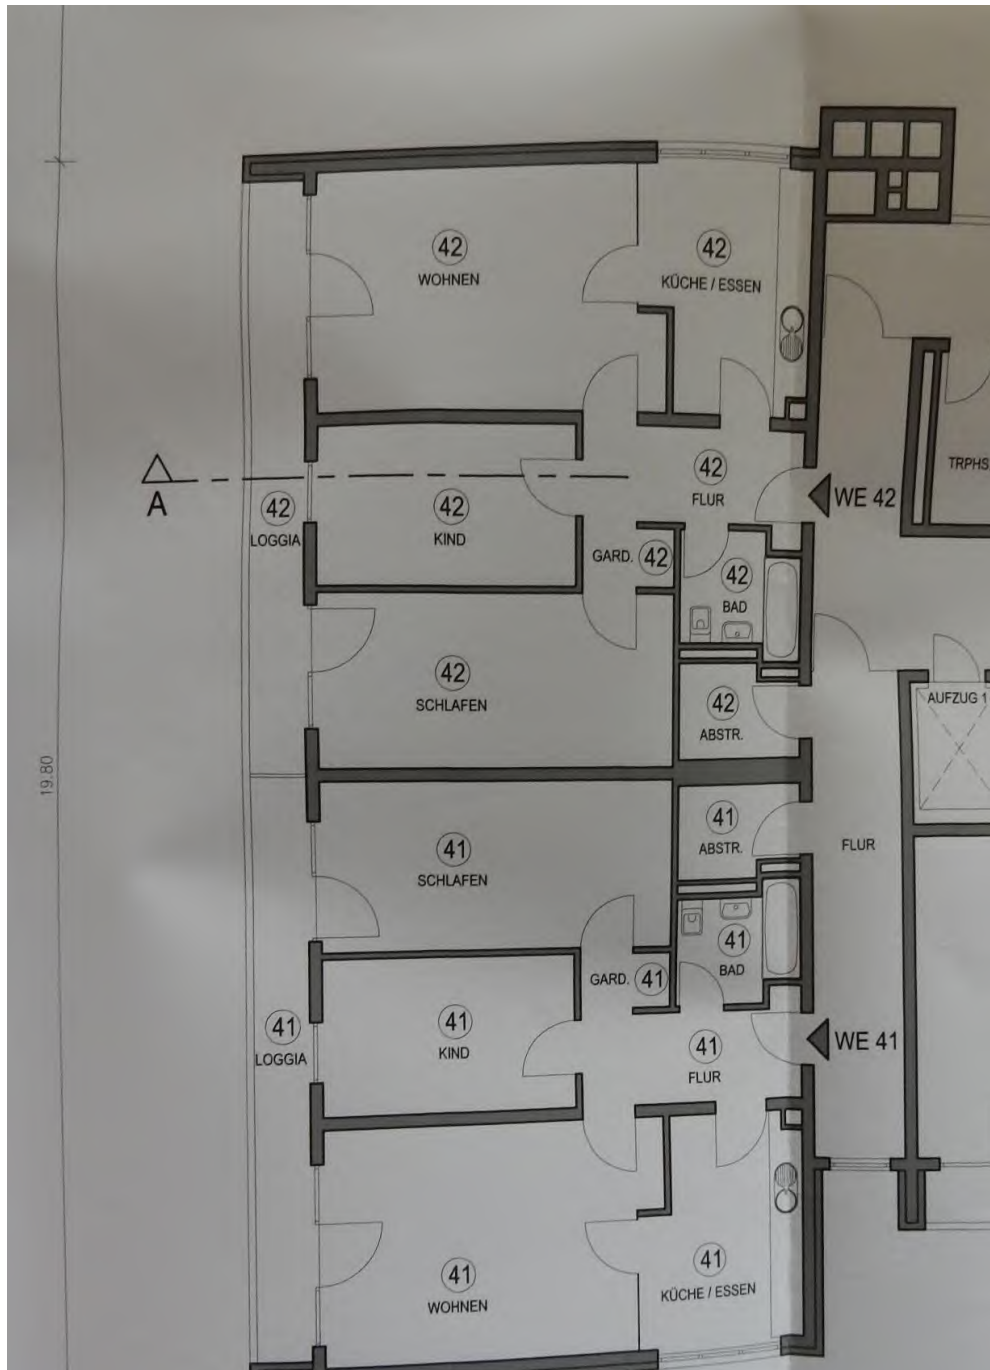 42
WOHNEN
42
KÜCHE / ESSEN
TRPHS
42
FLUR
WE 42
A
42
LOGGIA
42
KIND
GARD. 42
42
BAD
42
SCHLAFEN
42
ABSTR.
AUFZUG 1
19.80
41
ABSTR.
41
SCHLAFEN
FLUR
41
BAD
GARD. 41
41
LOGGIA
41
KIND
41
FLUR
WE 41
41
WOHNEN
41
KÜCHE / ESSEN